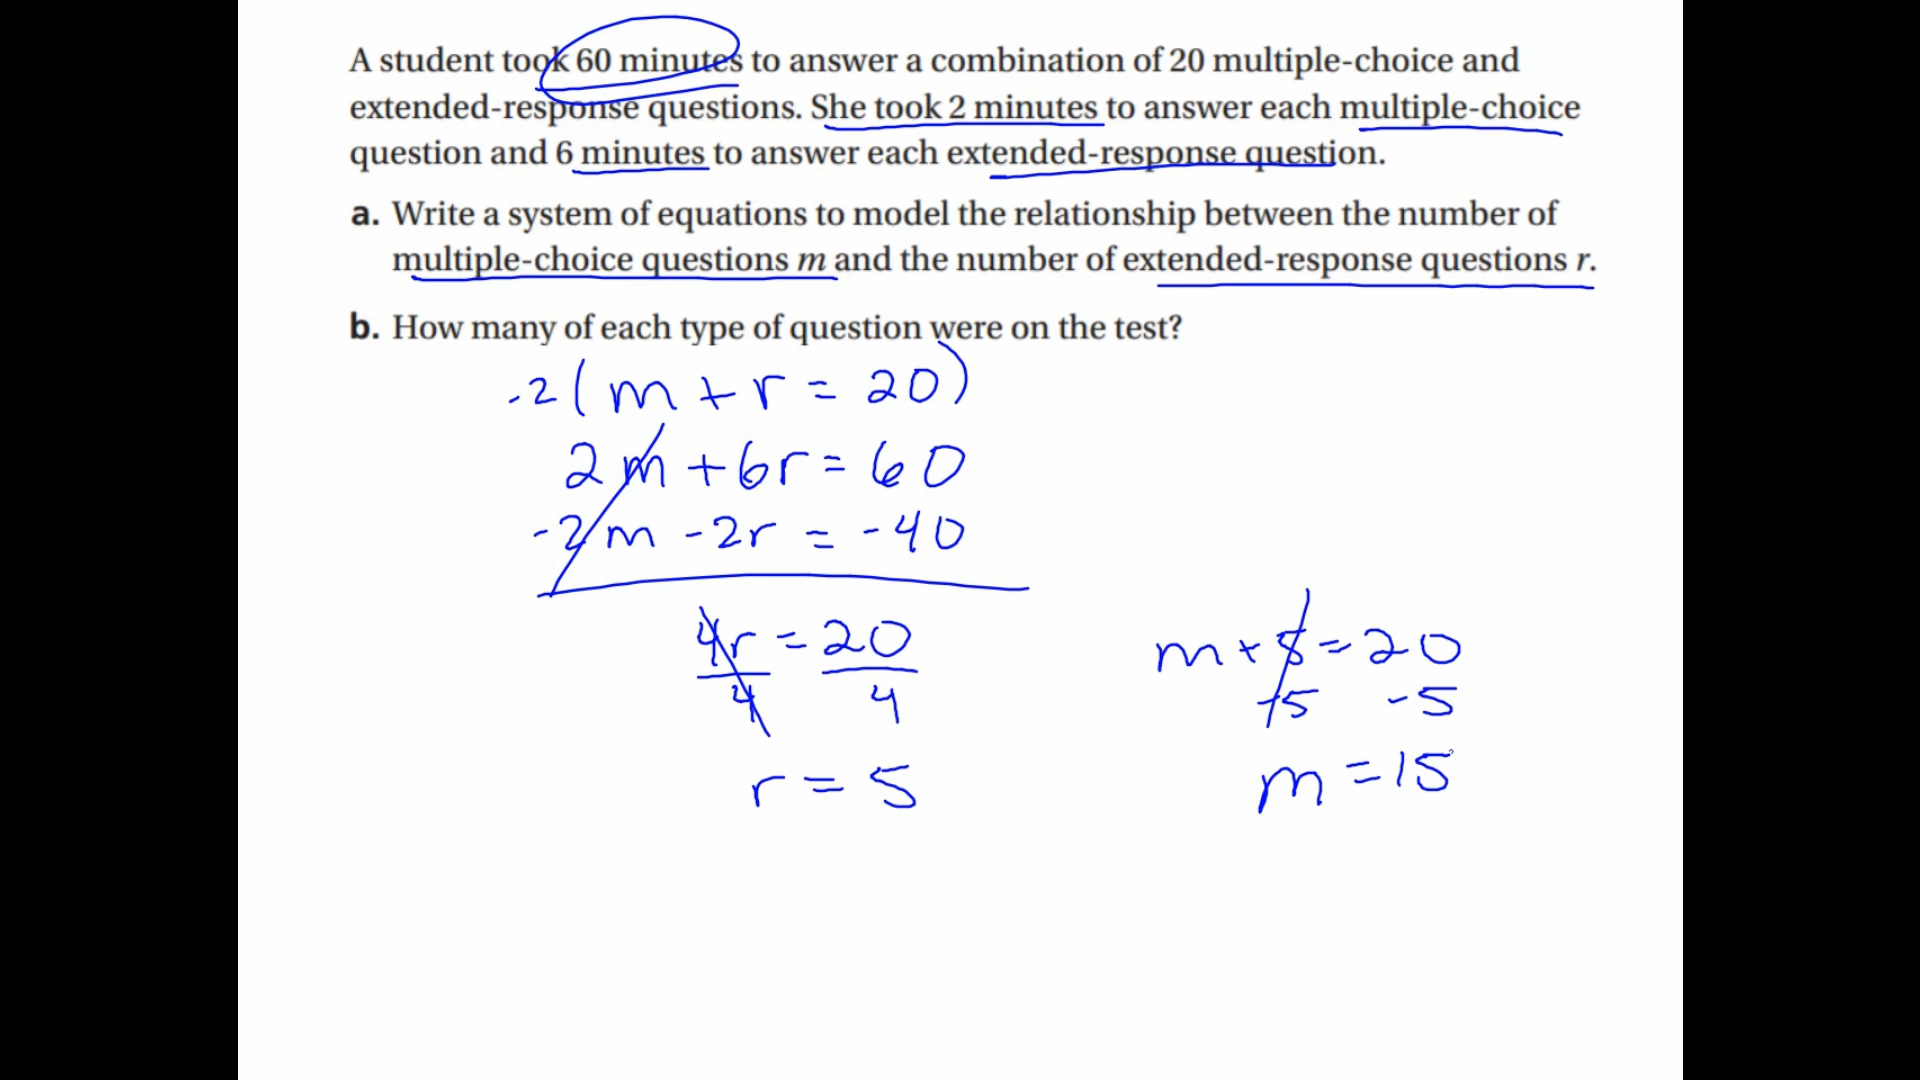 A student took 60 minutes to answer a combination of 20 multiple-choice and
extended-response questions. She took 2 minutes to answer each multiple-choice
question and 6 minutes to answer each extended-response question.
a. Write a system of equations to model the relationship between the number of
multiple-choice questions m and the number of extended-response questions r.
b. How many of each type of question were on the test?
-2(m + r = 20)
2m + 6r = 60
-2m - 2r = -40
4r = 20
4 4
r = 5
m + 5 = 20
-5 -5
m = 15